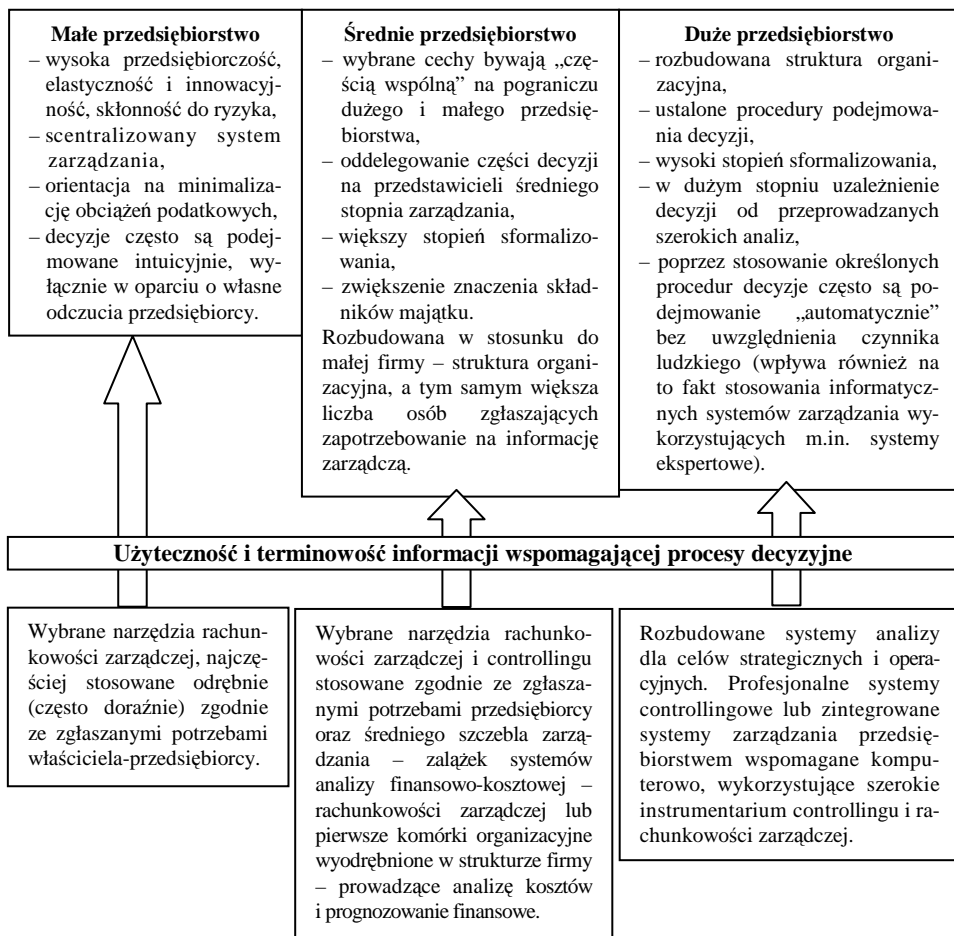 Małe przedsiębiorstwo
– wysoka przedsiębiorczość,
elastyczność i innowacyj-
ność, skłonność do ryzyka,
– scentralizowany system
zarządzania,
– orientacja na minimaliza-
cję obciążeń podatkowych,
– decyzje często są podej-
mowane intuicyjnie, wy-
łącznie w oparciu o własne
odczucia przedsiębiorcy.
Średnie przedsiębiorstwo
– wybrane cechy bywają „czę-
ścią wspólną” na pograniczu
dużego i małego przedsię-
biorstwa,
– oddelegowanie części decyzji
na przedstawicieli średniego
stopnia zarządzania,
– większy stopień sformalizo-
wania,
– zwiększenie znaczenia skład-
ników majątku.
Rozbudowana w stosunku do
małej firmy – struktura organi-
zacyjna, a tym samym większa
liczba osób zgłaszających
zapotrzebowanie na informację
zarządczą.
Duże przedsiębiorstwo
– rozbudowana struktura organi-
zacyjna,
– ustalone procedury podejmowa-
nia decyzji,
– wysoki stopień sformalizowania,
– w dużym stopniu uzależnienie
decyzji od przeprowadzanych
szerokich analiz,
– poprzez stosowanie określonych
procedur decyzje często są po-
dejmowanie „automatycznie”
bez uwzględnienia czynnika
ludzkiego (wpływa również na
to fakt stosowania informatycz-
nych systemów zarządzania wy-
korzystujących m.in. systemy
ekspertowe).
Użyteczność i terminowość informacji wspomagającej procesy decyzyjne
Wybrane narzędzia rachun-
kowości zarządczej, najczę-
ściej stosowane odrębnie
(często doraźnie) zgodnie
ze zgłaszanymi potrzebami
właściciela-przedsiębiorcy.
Wybrane narzędzia rachunko-
wości zarządczej i controllingu
stosowane zgodnie ze zgłasza-
nymi potrzebami przedsiębiorcy
oraz średniego szczebla zarzą-
dzania – zalążek systemów
analizy finansowo-kosztowej –
rachunkowości zarządczej lub
pierwsze komórki organizacyjne
wyodrębnione w strukturze firmy
– prowadzące analizę kosztów
i prognozowanie finansowe.
Rozbudowane systemy analizy
dla celów strategicznych i opera-
cyjnych. Profesjonalne systemy
controllingowe lub zintegrowane
systemy zarządzania przedsię-
biorstwem wspomagane kompu-
terowo, wykorzystujące szerokie
instrumentarium controllingu i ra-
chunkowości zarządczej.